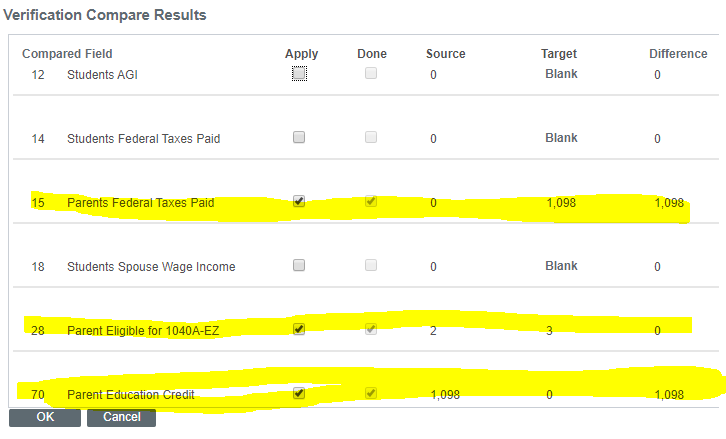 Verification Compare Results
Compared Field Apply Done Source Target Difference
12 Students AGI 0 Blank 0
14 Students Federal Taxes Paid 0 Blank 0
15 Parents Federal Taxes Paid 0 1,098 1,098
18 Students Spouse Wage Income 0 Blank 0
28 Parent Eligible for 1040A-EZ 2 3 0
70 Parent Education Credit 1,098 0 1,098
OK Cancel